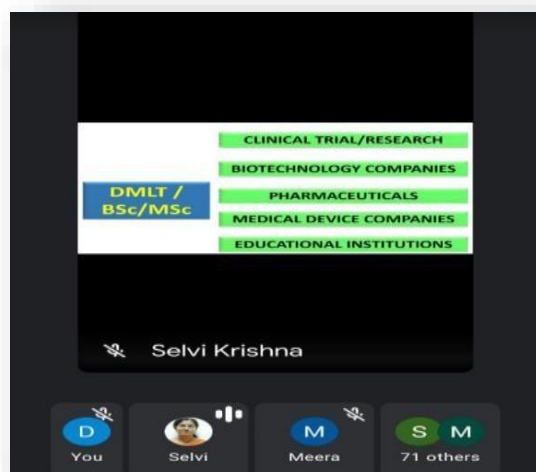 CLINICAL TRIAL/RESEARCH
BIOTECHNOLOGY COMPANIES
DMLT /
BSc/MSc
PHARMACEUTICALS
MEDICAL DEVICE COMPANIES
EDUCATIONAL INSTITUTIONS
Selvi Krishna
D
You
Selvi
M
Meera
S M
71 others